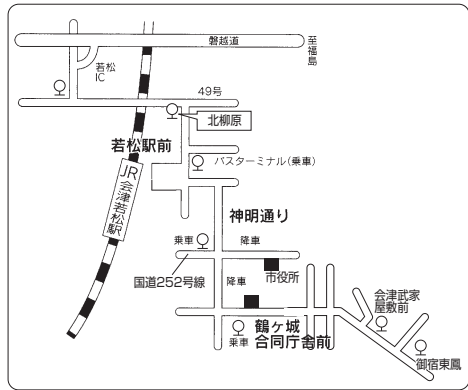 磐越道
至福島
若松
IC
49号
北柳原
若松駅前
バスターミナル(乗車)
JR会津若松駅
神明通り
乗車
降車
国道252号線
市役所
降車
会津武家
屋敷前
鶴ヶ城
合同庁舎前
乗車
御宿東鳳